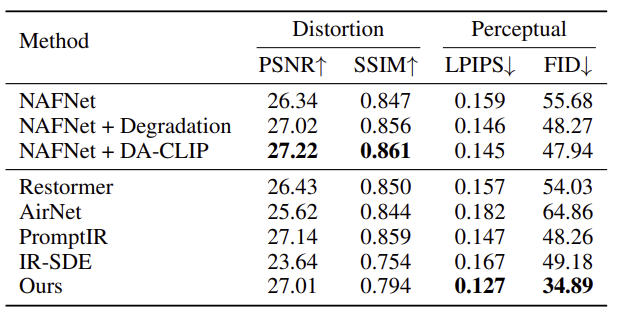 Method Distortion Perceptual
PSNR↑ SSIM↑ LPIPS↓ FID↓
NAFNet 26.34 0.847 0.159 55.68
NAFNet + Degradation 27.02 0.856 0.146 48.27
NAFNet + DA-CLIP 27.22 0.861 0.145 47.94
Restormer 26.43 0.850 0.157 54.03
AirNet 25.62 0.844 0.182 64.86
PromptIR 27.14 0.859 0.147 48.26
IR-SDE 23.64 0.754 0.167 49.18
Ours 27.01 0.794 0.127 34.89